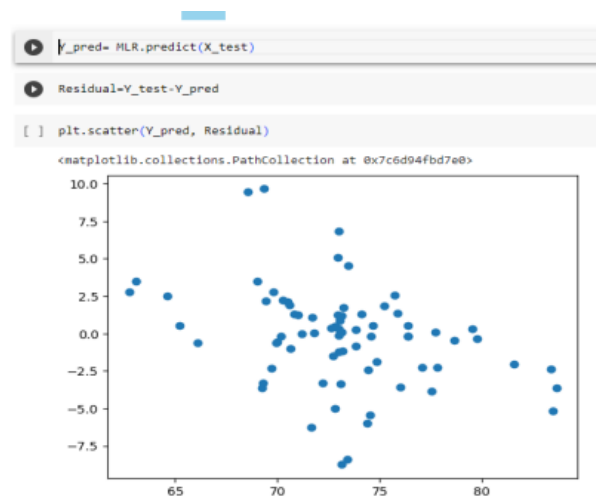 Y_pred= MLR.predict(X_test)
Residual=Y_test-Y_pred
[ ] plt.scatter(Y_pred, Residual)
<matplotlib.collections.PathCollection at 0x7c6d94fbd7e0>
10.0
7.5
5.0
2.5
0.0
−2.5
−5.0
−7.5
65 70 75 80